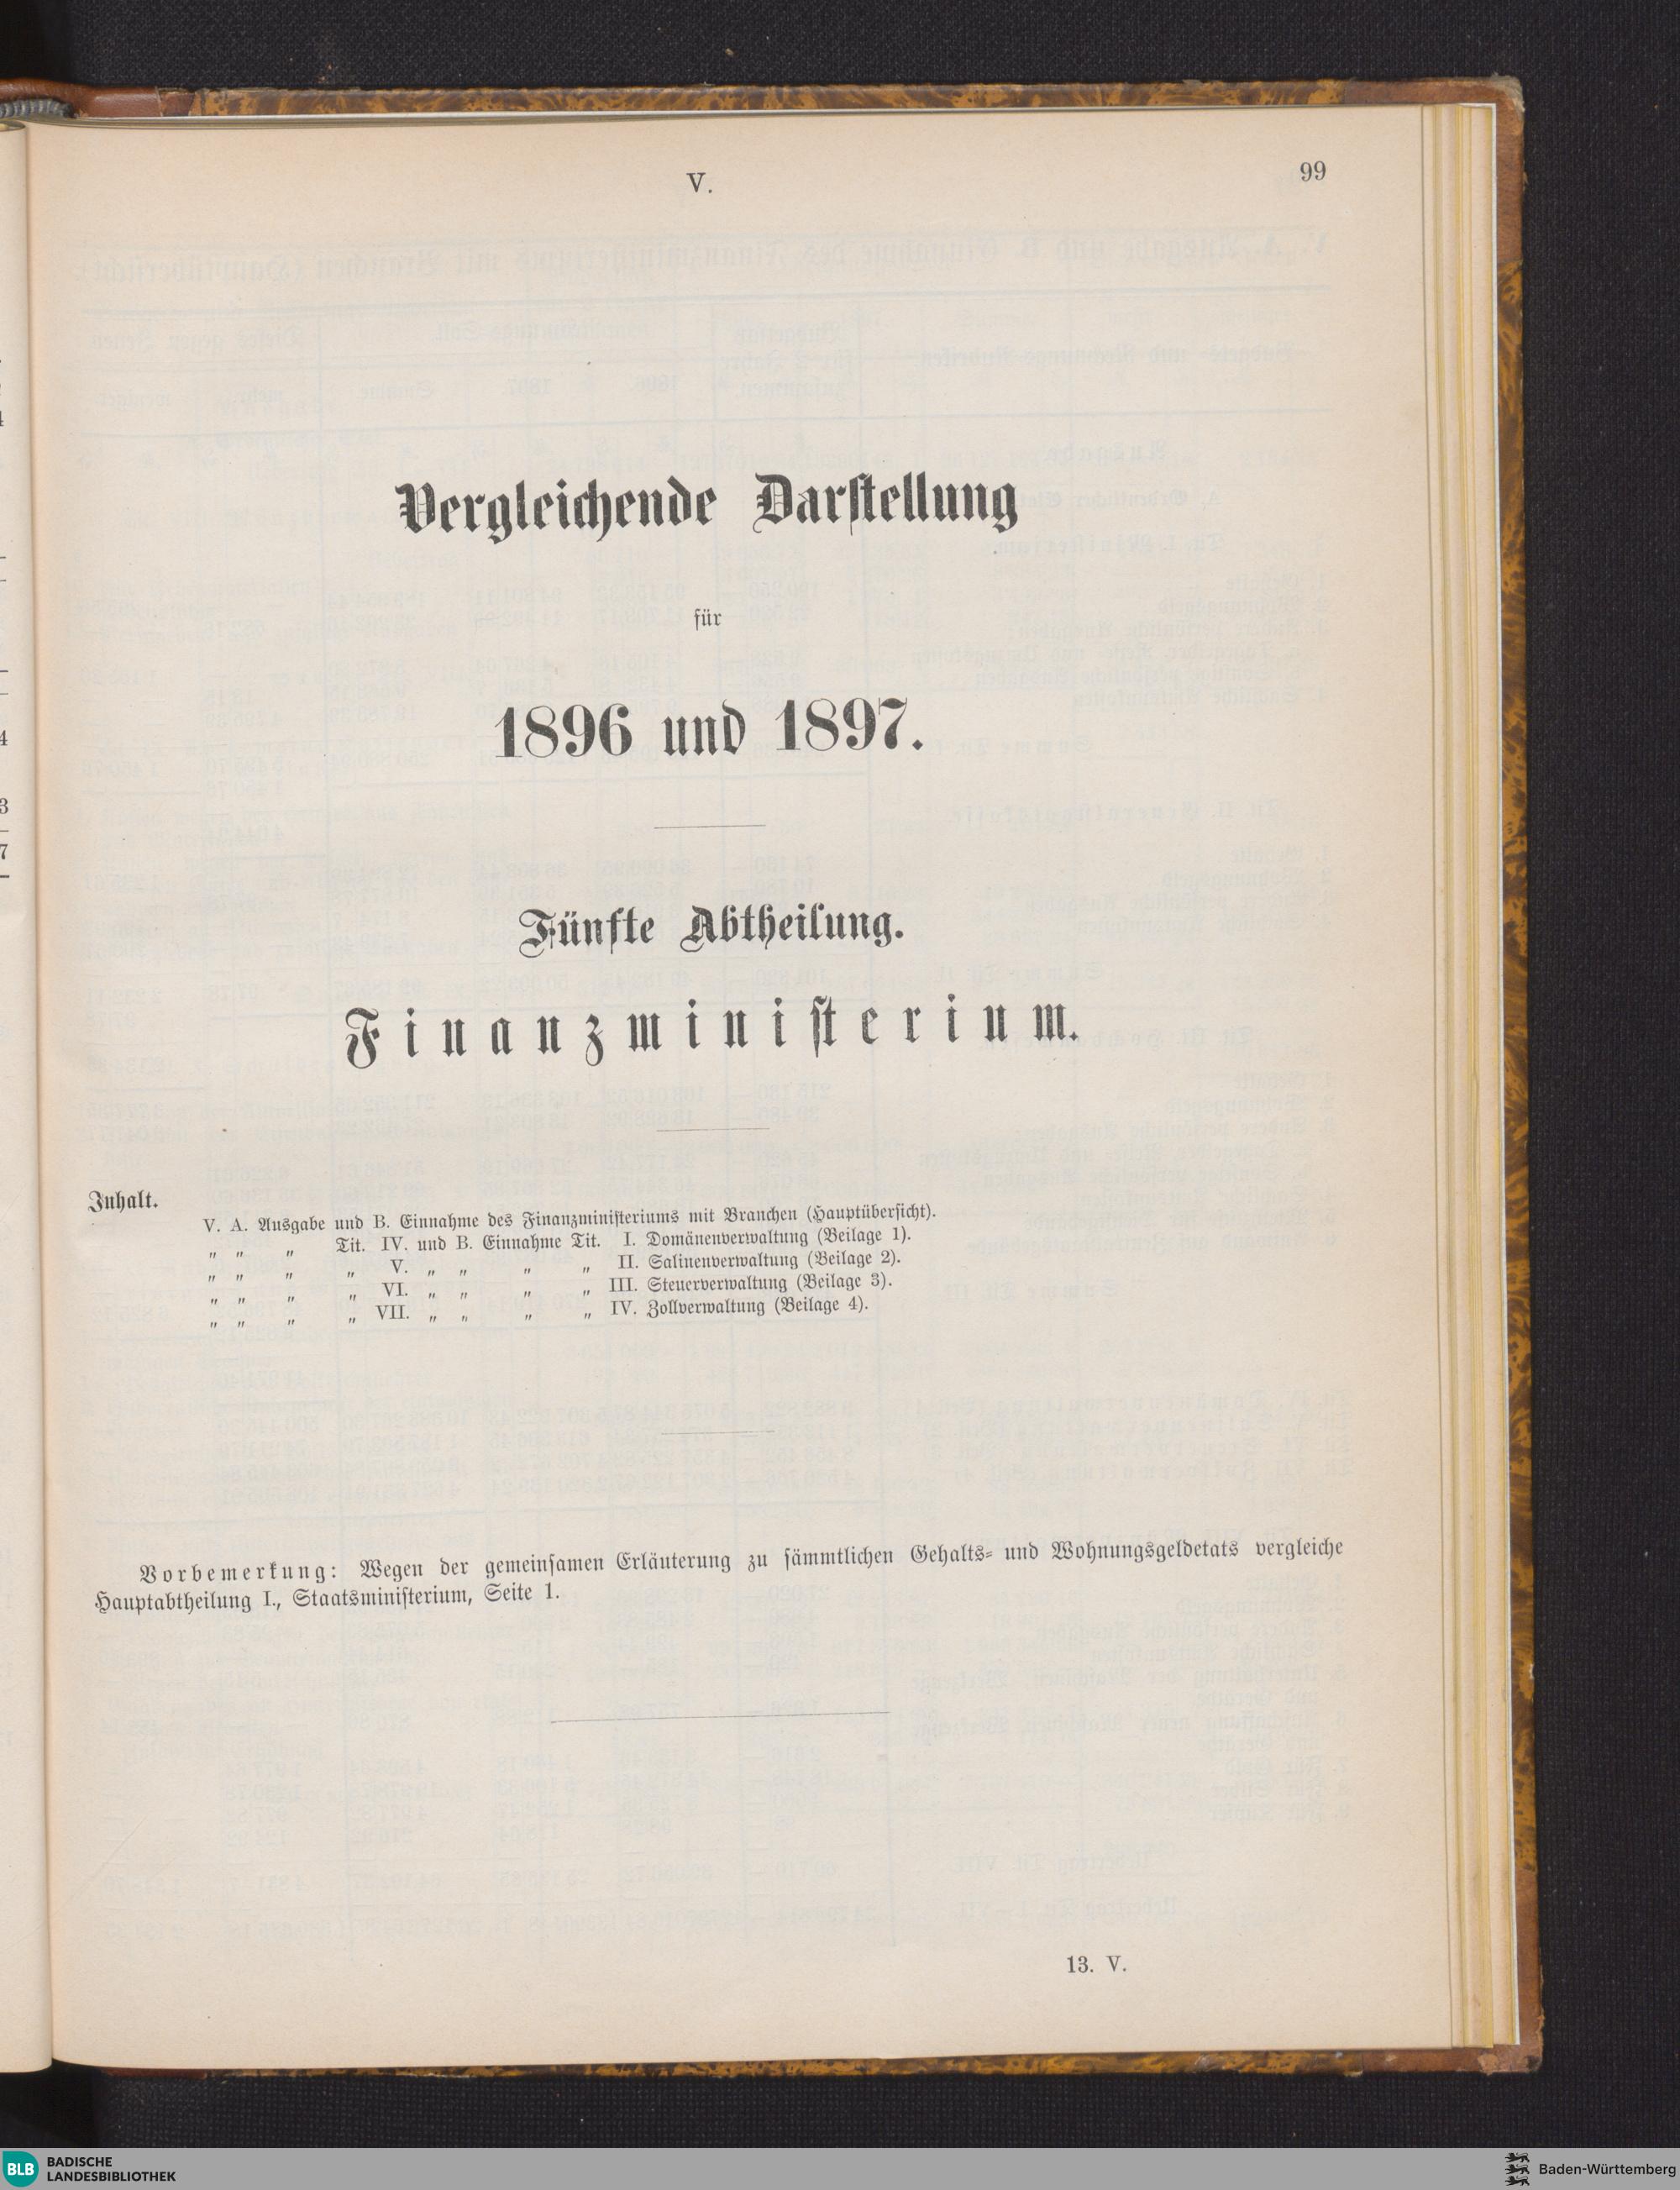 V.
99
Vergleichende Darstellung
für
1896 und 1897.
Fünfte Abtheilung.
Finanzministerium.
Inhalt.
V. A. Ausgabe und B. Einnahme des Finanzministeriums mit Branchen (Hauptübersicht).
„ „ „ Tit. IV. und B. Einnahme Tit. I. Domänenverwaltung (Beilage 1).
„ „ „ „ V. „ „ „ „ II. Salinenverwaltung (Beilage 2).
„ „ „ „ VI. „ „ „ „ III. Steuerverwaltung (Beilage 3).
„ „ „ „ VII. „ „ „ „ IV. Zollverwaltung (Beilage 4).
Vorbemerkung: Wegen der gemeinsamen Erläuterung zu sämmtlichen Gehalts- und Wohnungsgeldetats vergleiche
Hauptabtheilung I., Staatsministerium, Seite 1.
13. V.
BLB BADISCHE
LANDESBIBLIOTHEK
Baden-Württemberg